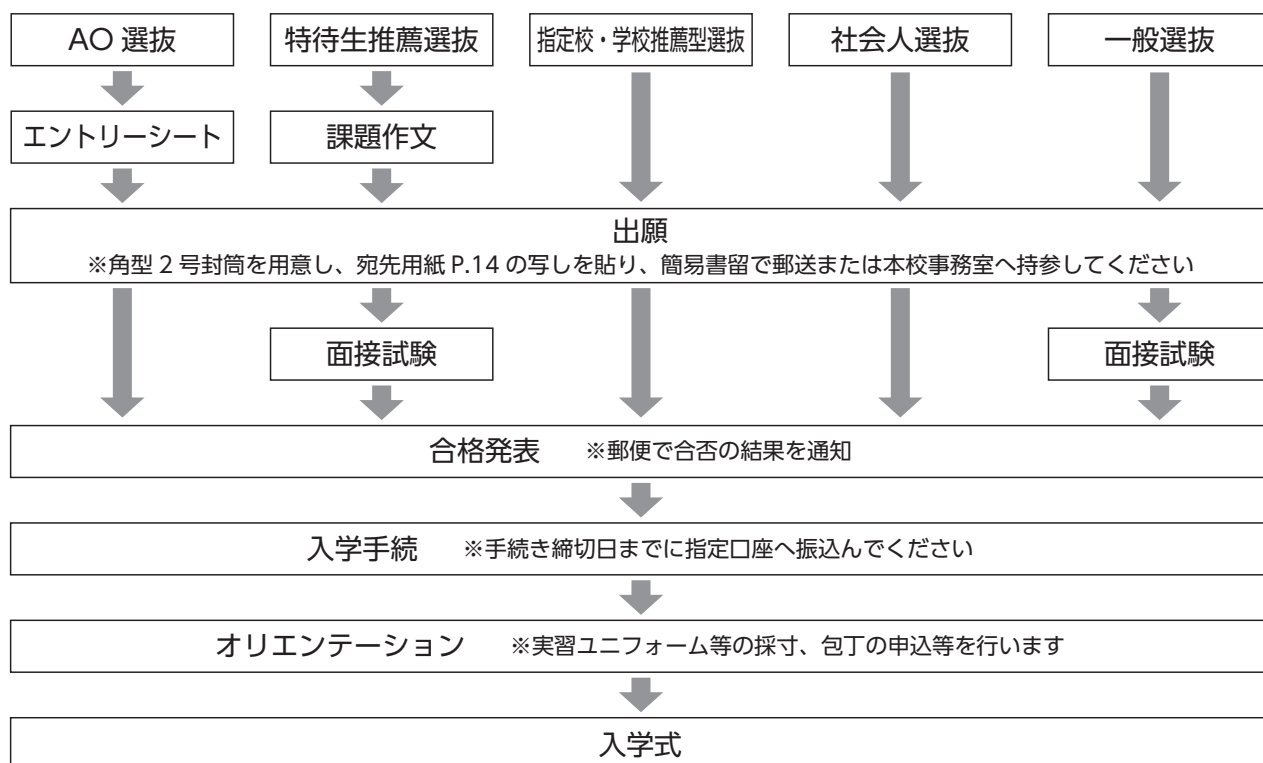 AO 選抜
特待生推薦選抜
指定校・学校推薦型選抜
社会人選抜
一般選抜
エントリーシート
課題作文
出願
※角型 2 号封筒を用意し、宛先用紙 P.14 の写しを貼り、簡易書留で郵送または本校事務室へ持参してください
面接試験
面接試験
合格発表 ※郵便で合否の結果を通知
入学手続 ※手続き締切日までに指定口座へ振込んでください
オリエンテーション ※実習ユニフォーム等の採寸、包丁の申込等を行います
入学式